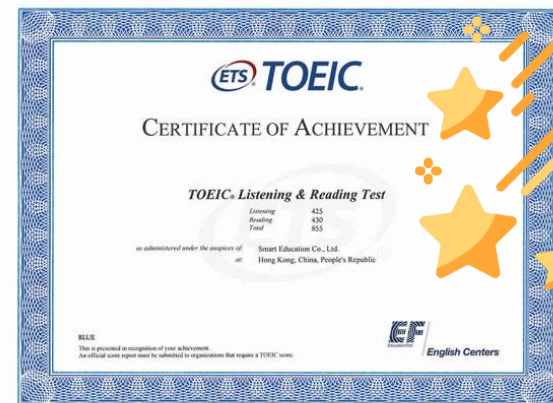 ETS TOEIC.
CERTIFICATE OF ACHIEVEMENT
TOEIC® Listening & Reading Test
Listening 425
Reading 430
Total 855
as administered under the auspices of: Smart Education Co., Ltd.
at: Hong Kong, China, People's Republic
BLUE
This is presented in recognition of your achievement.
An official score report must be submitted to organizations that require a TOEIC score.
EF
English Centers